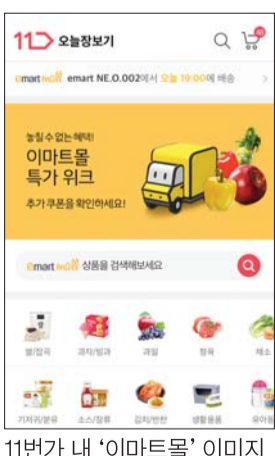 11 오늘장보기
emart mall emart NE.O.002에서 오늘 19:00에 배송
놓칠 수 없는 혜택!
이마트몰
특가 위크
추가 쿠폰을 확인하세요!
emart mall 상품을 검색해보세요
쌀/잡곡 과자/빙과 과일 정육 채소
기저귀/분유 소스/장류 김치/반찬 생활용품 유아동
11번가 내 '이마트몰' 이미지